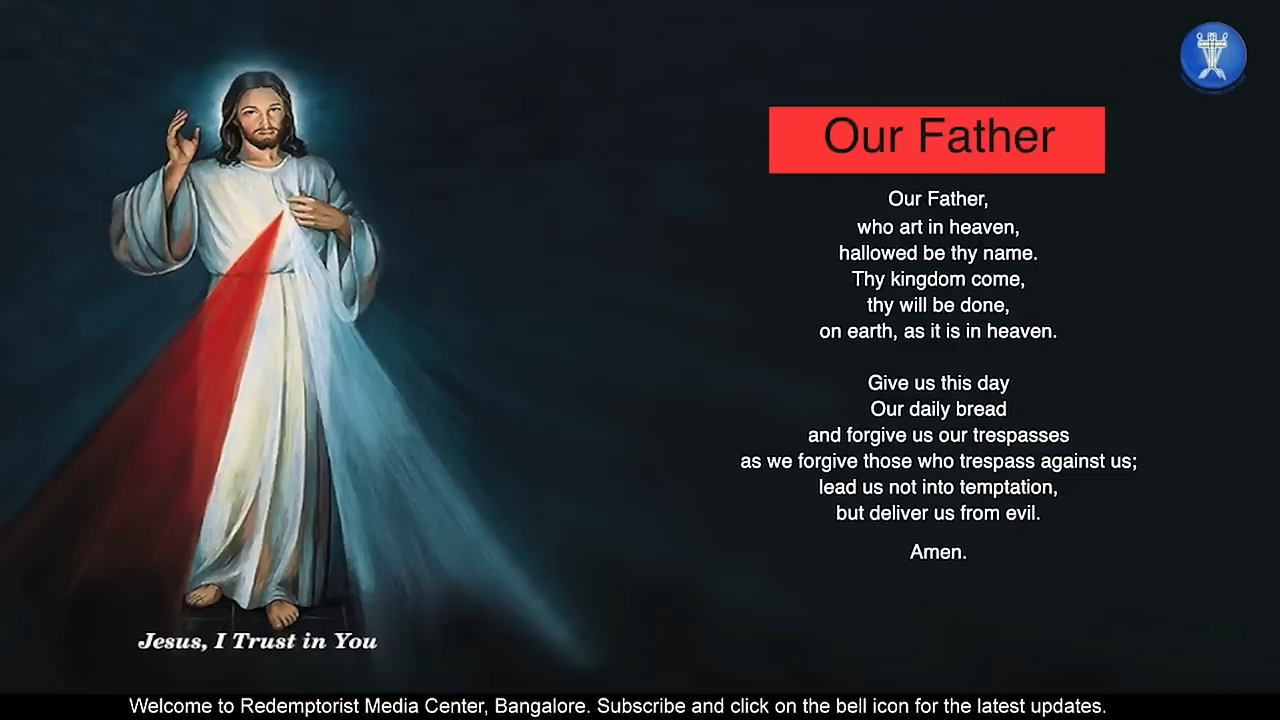 Our Father
Our Father,
who art in heaven,
hallowed be thy name.
Thy kingdom come,
thy will be done,
on earth, as it is in heaven.
Give us this day
Our daily bread
and forgive us our trespasses
as we forgive those who trespass against us;
lead us not into temptation,
but deliver us from evil.
Amen.
Jesus, I Trust in You
Welcome to Redemptorist Media Center, Bangalore. Subscribe and click on the bell icon for the latest updates.